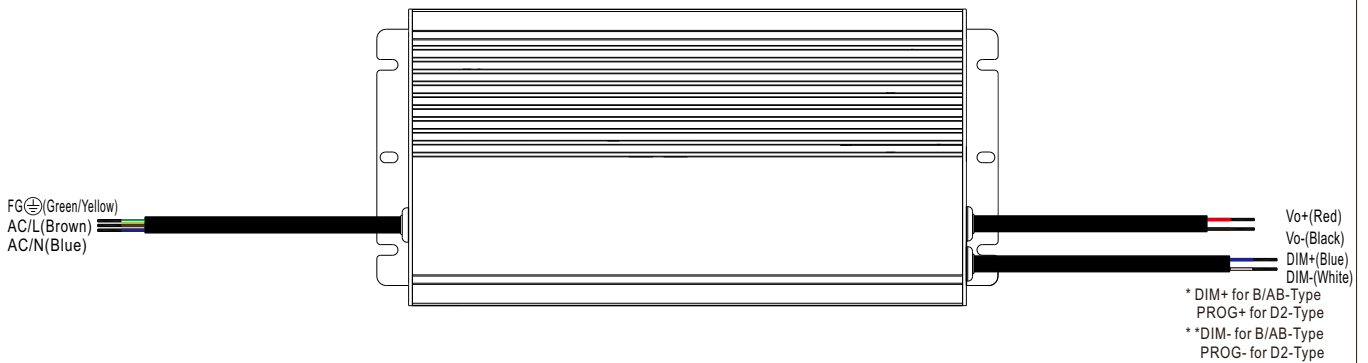 FG⏚(Green/Yellow)
AC/L(Brown)
AC/N(Blue)
Vo+(Red)
Vo-(Black)
DIM+(Blue)
DIM-(White)
* DIM+ for B/AB-Type
PROG+ for D2-Type
* *DIM- for B/AB-Type
PROG- for D2-Type